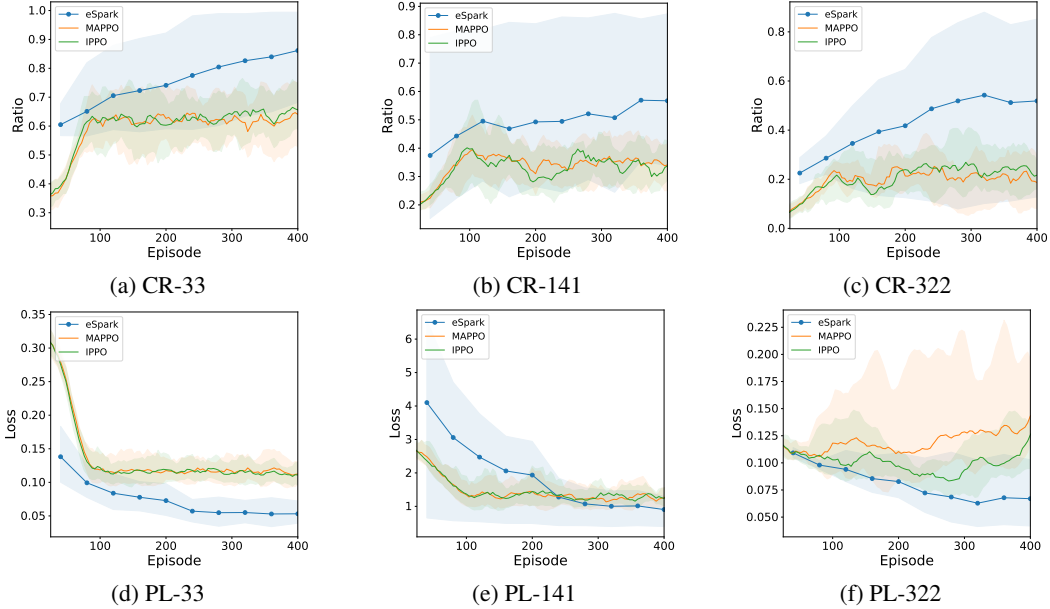 1.0
0.9
0.8
0.7
0.6
0.5
0.4
0.3
Ratio
eSpark
MAPPO
IPPO
100 200 300 400
Episode
(a) CR-33
0.9
0.8
0.7
0.6
0.5
0.4
0.3
0.2
Ratio
eSpark
MAPPO
IPPO
100 200 300 400
Episode
(b) CR-141
0.8
0.6
0.4
0.2
0.0
Ratio
eSpark
MAPPO
IPPO
100 200 300 400
Episode
(c) CR-322
0.35
0.30
0.25
0.20
0.15
0.10
0.05
Loss
eSpark
MAPPO
IPPO
100 200 300 400
Episode
(d) PL-33
6
5
4
3
2
1
Loss
eSpark
MAPPO
IPPO
100 200 300 400
Episode
(e) PL-141
0.225
0.200
0.175
0.150
0.125
0.100
0.075
0.050
Loss
eSpark
MAPPO
IPPO
100 200 300 400
Episode
(f) PL-322